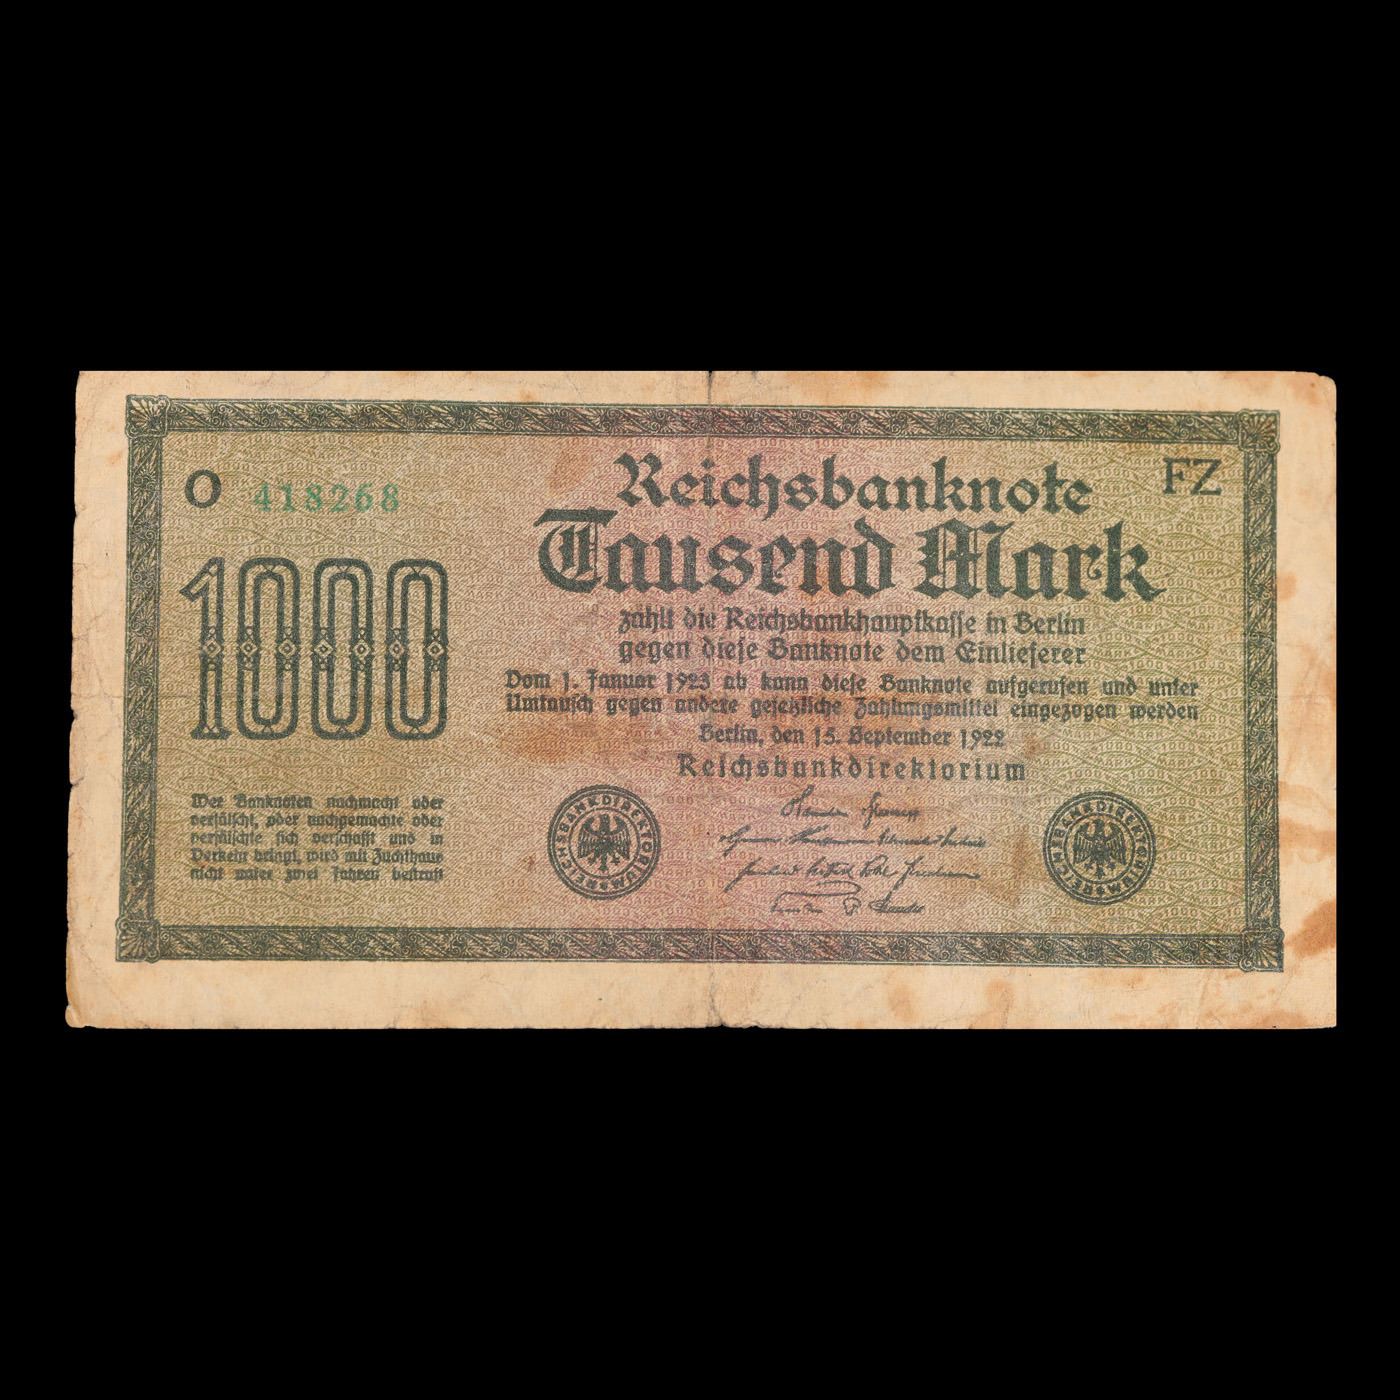 O 418268
FZ
Reichsbanknote
Tausend Mark
zahlt die Reichsbankhauptkasse in Berlin
gegen diese Banknote dem Einlieferer
Vom 1. Januar 1923 ab kann diese Banknote aufgerufen und unter
Umtausch gegen andere gesetzliche Zahlungsmittel eingezogen werden
Berlin, den 15. September 1922
Reichsbankdirektorium
1000
Wer Banknoten nachmacht oder
verfälscht, oder nachgemachte oder
verfälschte sich verschafft und in
Verkehr bringt, wird mit Zuchthaus
nicht unter zwei Jahren bestraft
REICHSBANKDIREKTORIUM
REICHSBANKDIREKTORIUM